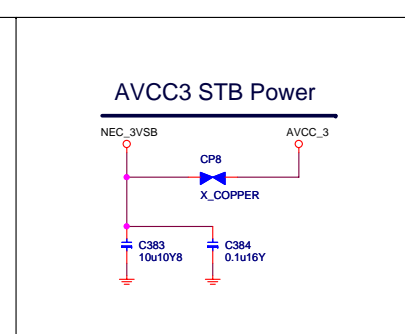 AVCC3 STB Power
NEC_3VSB
AVCC_3
CP8
X_COPPER
C383
10u10Y8
C384
0.1u16Y